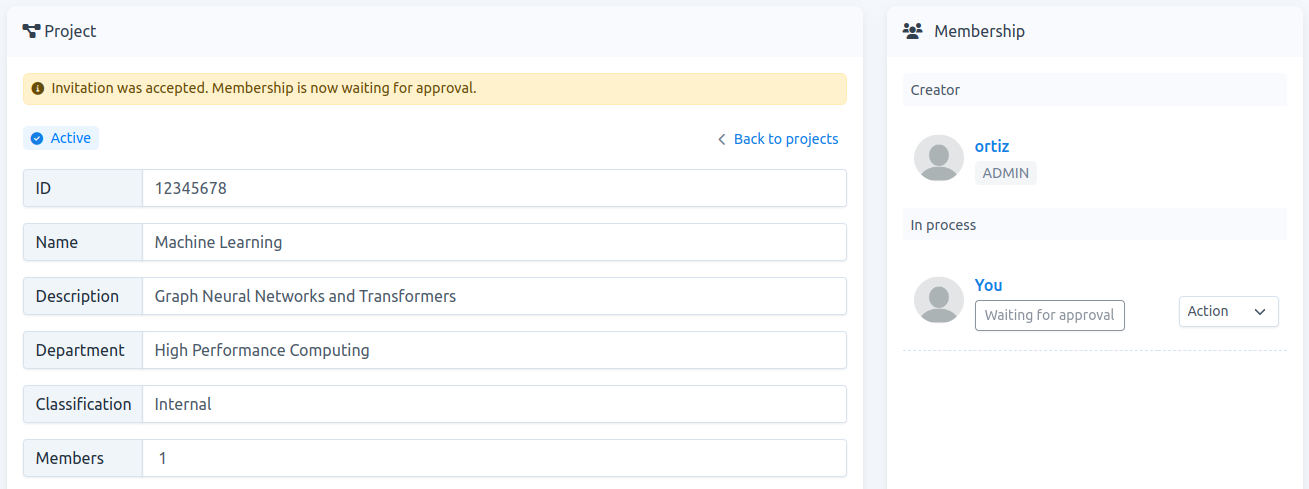 Project
Invitation was accepted. Membership is now waiting for approval.
Active
Back to projects
ID 12345678
Name Machine Learning
Description Graph Neural Networks and Transformers
Department High Performance Computing
Classification Internal
Members 1
Membership
Creator
ortiz
ADMIN
In process
You
Waiting for approval
Action